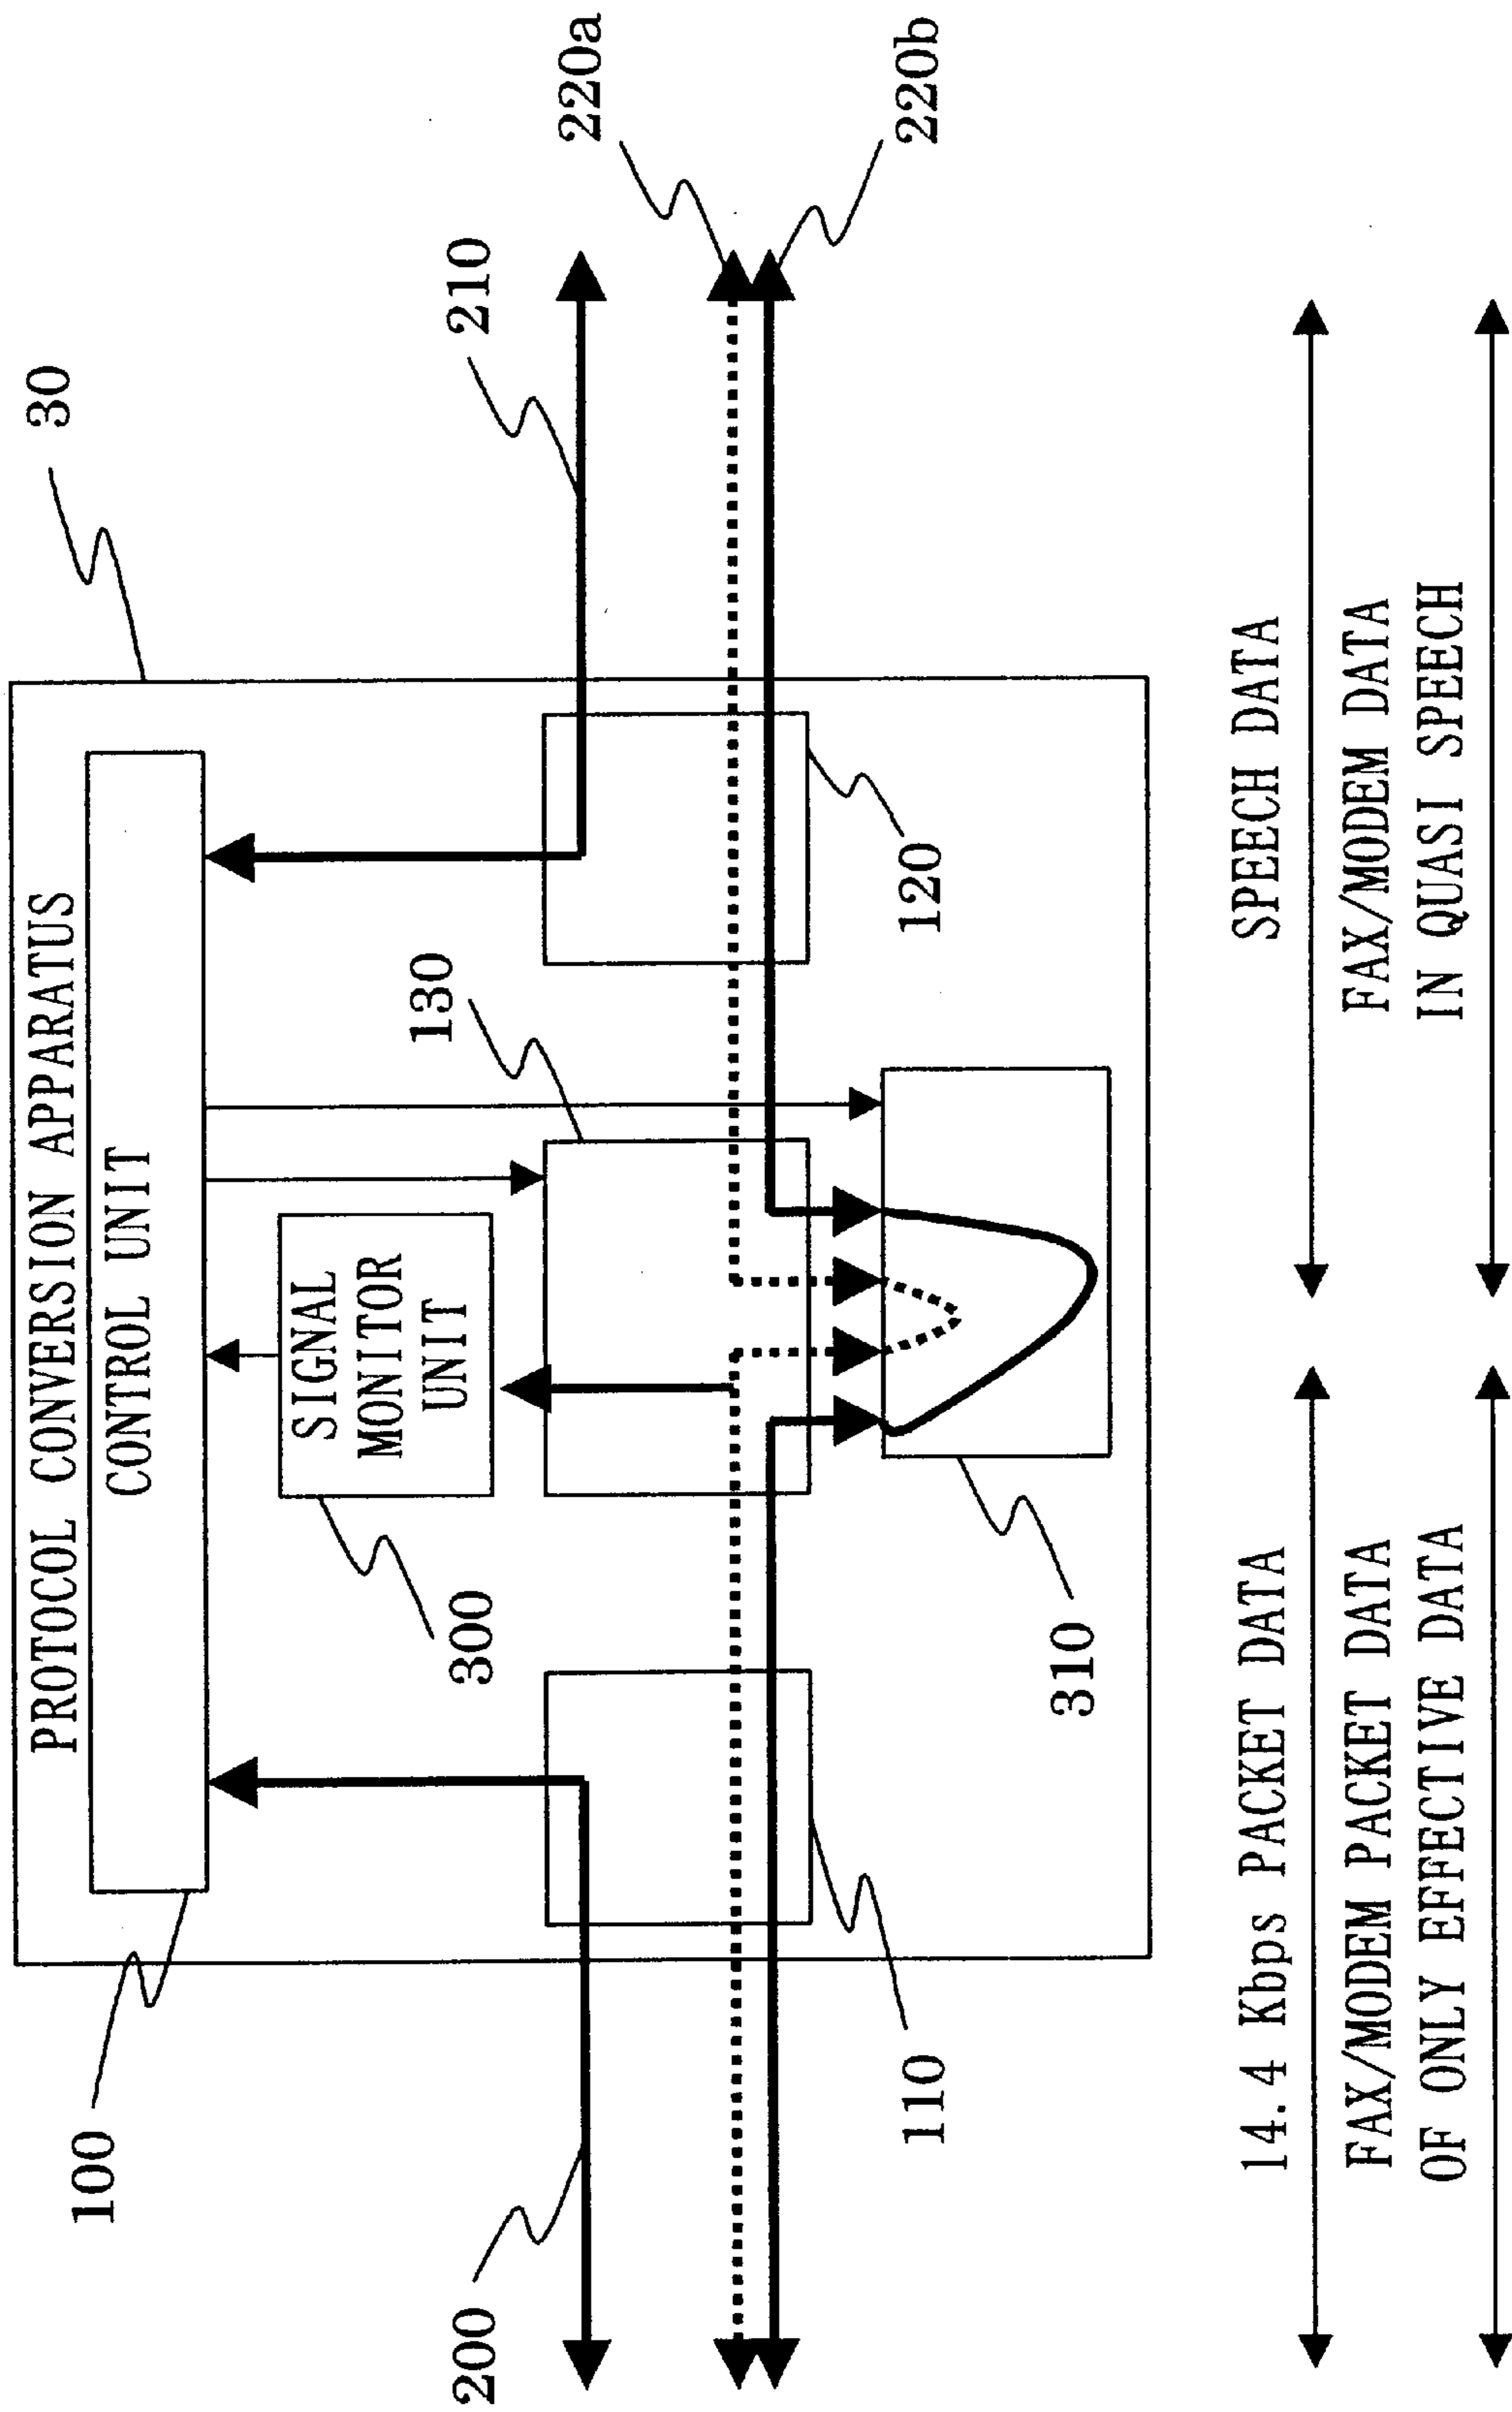 30
PROTOCOL CONVERSION APPARATUS
100
CONTROL UNIT
210
220a
220b
SIGNAL
MONITOR
UNIT
300
130
200
110
120
310
14.4 Kbps PACKET DATA
SPEECH DATA
FAX/MODEM PACKET DATA
OF ONLY EFFECTIVE DATA
FAX/MODEM DATA
IN QUASI SPEECH